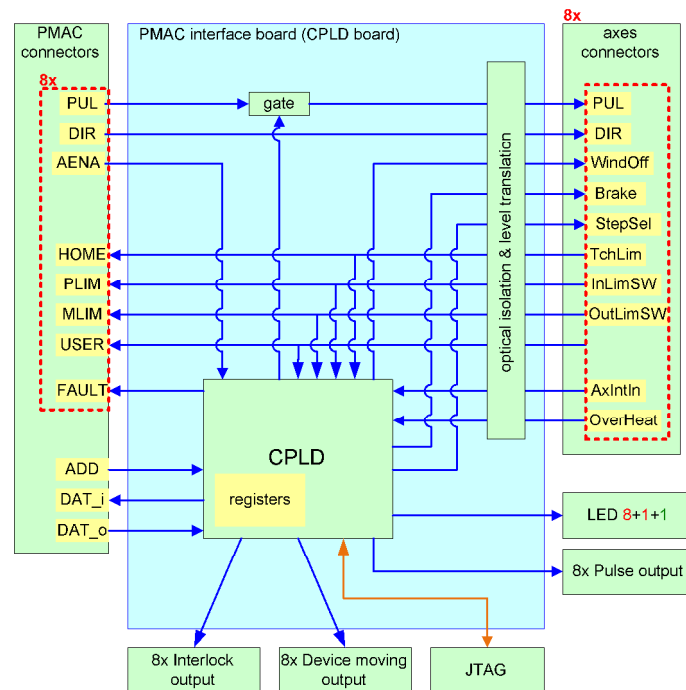 8x
PMAC
connectors
PMAC interface board (CPLD board)
axes
connectors
8x
PUL
gate
PUL
DIR
DIR
AENA
WindOff
Brake
StepSel
HOME
TchLim
PLIM
InLimSW
MLIM
OutLimSW
USER
optical isolation & level translation
FAULT
AxIntIn
OverHeat
CPLD
ADD
registers
DAT_i
DAT_o
LED 8+1+1
8x Pulse output
8x Interlock
output
8x Device moving
output
JTAG